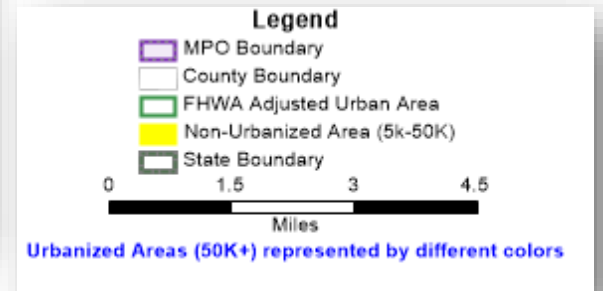 Legend
MPO Boundary
County Boundary
FHWA Adjusted Urban Area
Non-Urbanized Area (5k-50K)
State Boundary
0 1.5 3 4.5
Miles
Urbanized Areas (50K+) represented by different colors